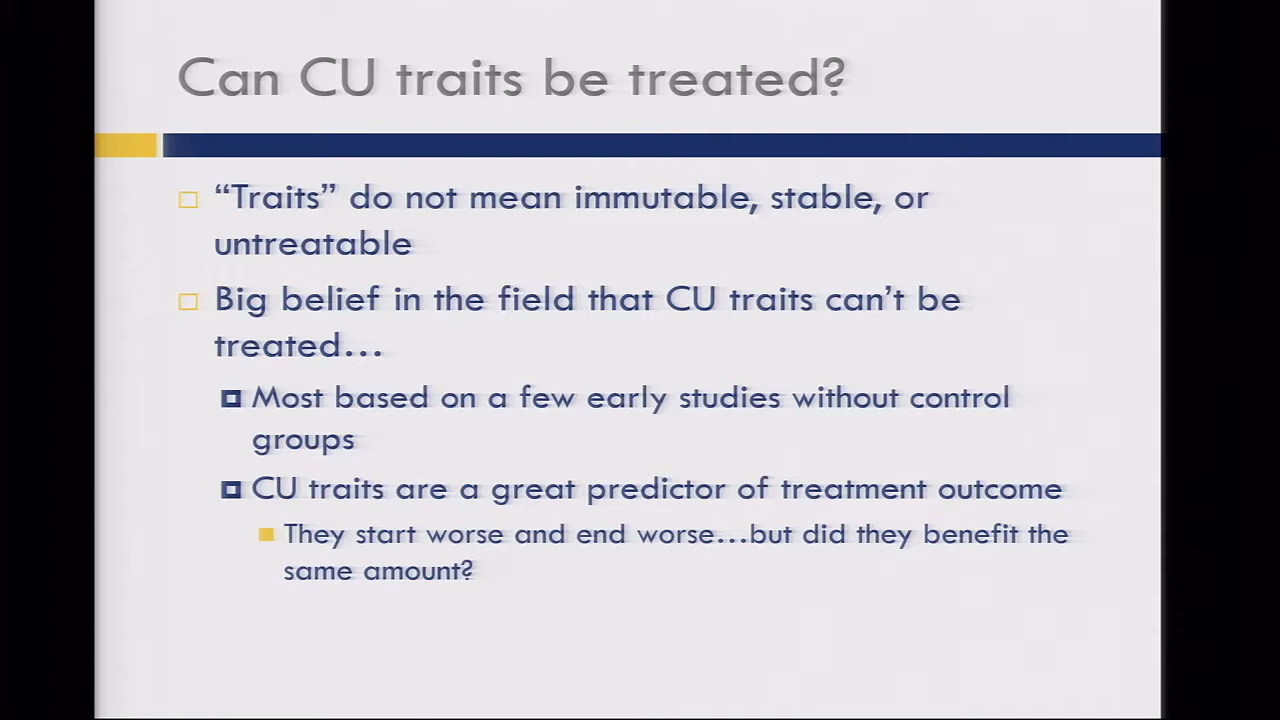 Can CU traits be treated?
“Traits” do not mean immutable, stable, or
untreatable
Big belief in the field that CU traits can’t be
treated…
Most based on a few early studies without control
groups
CU traits are a great predictor of treatment outcome
They start worse and end worse…but did they benefit the
same amount?